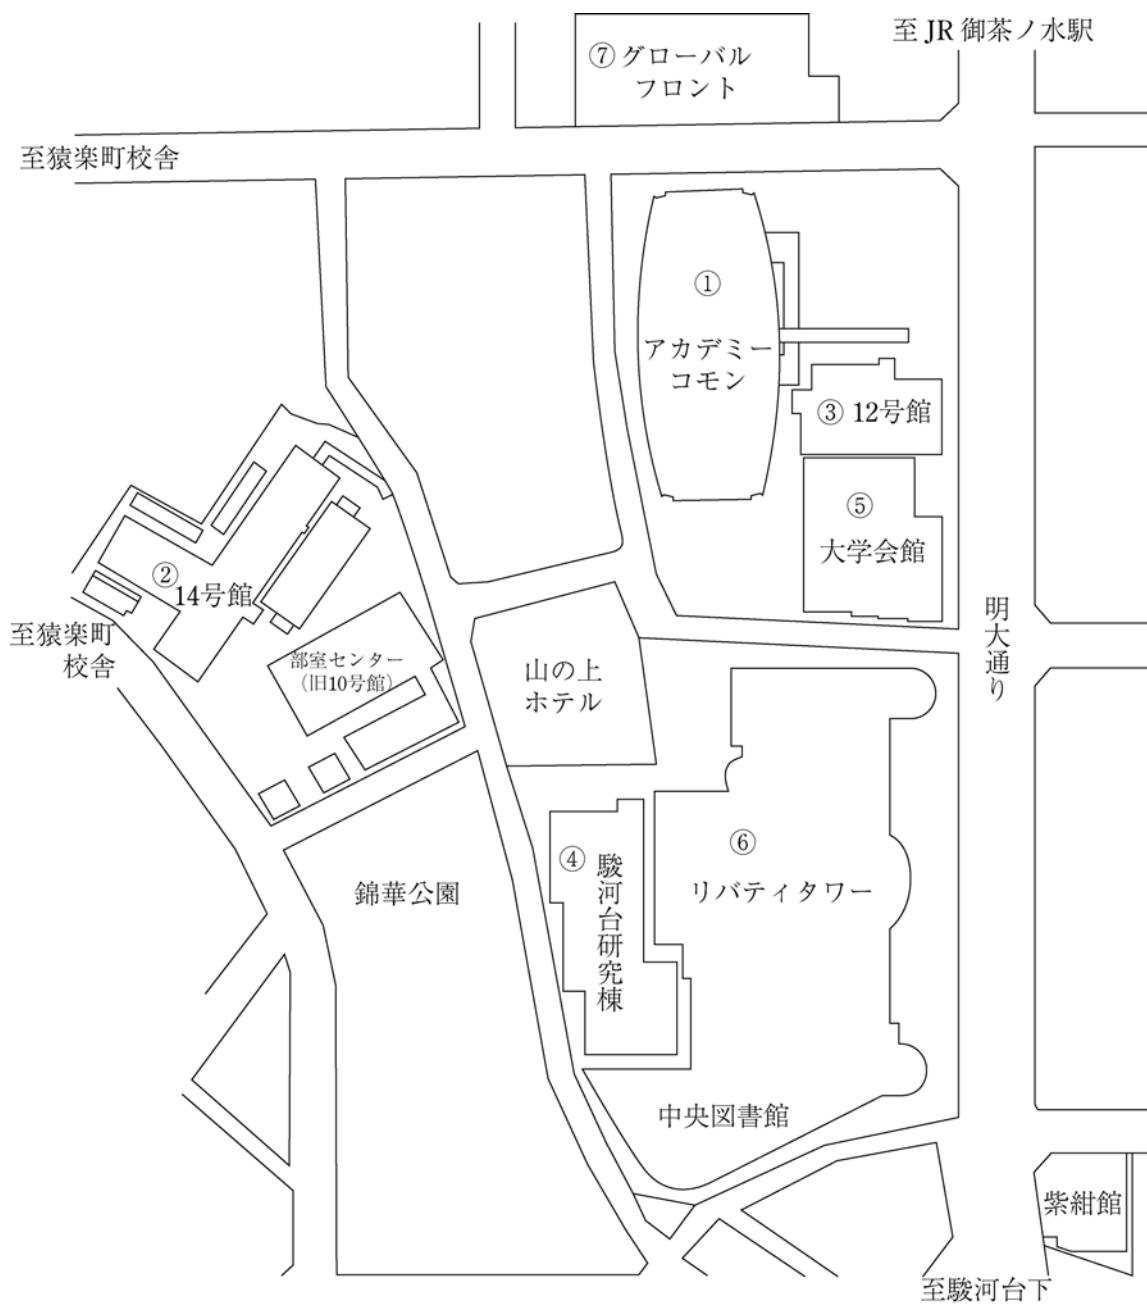 至 JR 御茶ノ水駅
⑦ グローバル
フロント
至猿楽町校舎
①
アカデミー
コモン
③ 12号館
⑤
大学会館
②
14号館
至猿楽町
校舎
部室センター
（旧10号館）
山の上
ホテル
明大通り
⑥
リバティタワー
④
駿河台研究棟
錦華公園
中央図書館
紫紺館
至駿河台下